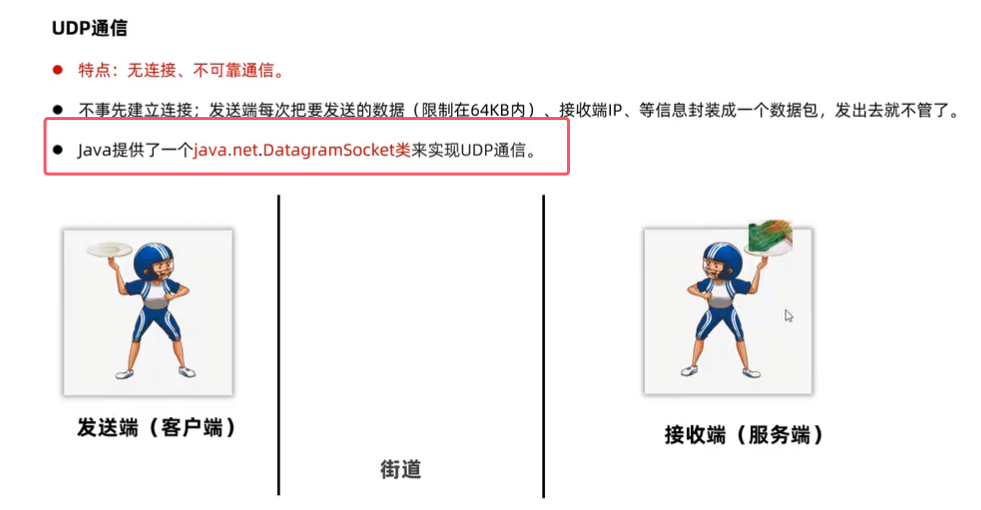 UDP通信
特点：无连接、不可靠通信。
不事先建立连接；发送端每次把要发送的数据（限制在64KB内）、接收端IP、等信息封装成一个数据包，发出去就不管了。
Java提供了一个java.net.DatagramSocket类来实现UDP通信。
发送端（客户端）
接收端（服务端）
街道